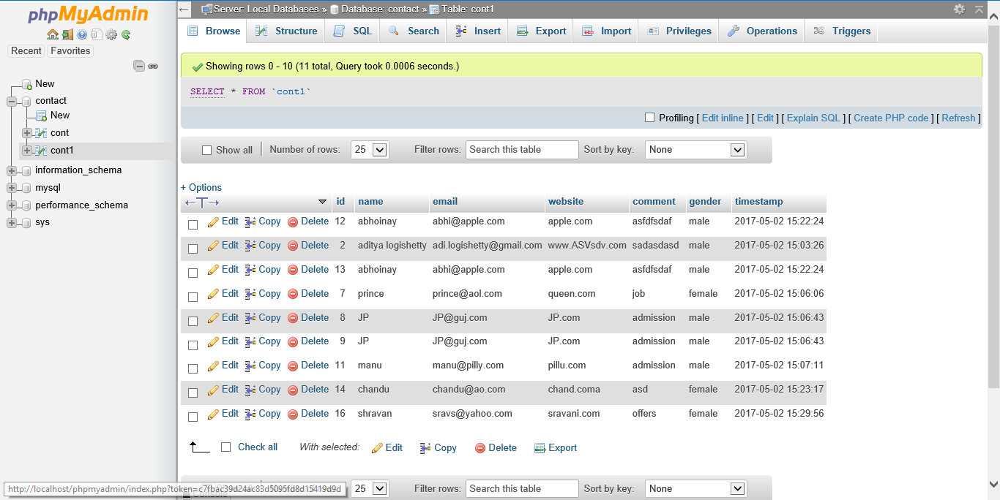 phpMyAdmin
Recent Favorites
New
contact
New
cont
cont1
information_schema
mysql
performance_schema
sys
Server: Local Databases » Database: contact » Table: cont1
Browse Structure SQL Search Insert Export Import Privileges Operations Triggers
Showing rows 0 - 10 (11 total, Query took 0.0006 seconds.)
SELECT * FROM `cont1`
Profiling [ Edit inline ] [ Edit ] [ Explain SQL ] [ Create PHP code ] [ Refresh ]
Show all Number of rows: 25 Filter rows: Search this table Sort by key: None
+ Options
←T→ id name email website comment gender timestamp
Edit Copy Delete 12 abhoinay abhi@apple.com apple.com asfdfsdaf male 2017-05-02 15:22:24
Edit Copy Delete 2 aditya logishetty adi.logishetty@gmail.com www.ASVsdv.com sadasdasd male 2017-05-02 15:03:26
Edit Copy Delete 13 abhoinay abhi@apple.com apple.com asfdfsdaf male 2017-05-02 15:22:24
Edit Copy Delete 7 prince prince@aol.com queen.com job female 2017-05-02 15:06:06
Edit Copy Delete 8 JP JP@guj.com JP.com admission male 2017-05-02 15:06:43
Edit Copy Delete 9 JP JP@guj.com JP.com admission male 2017-05-02 15:06:43
Edit Copy Delete 11 manu manu@pilly.com pillu.com admission male 2017-05-02 15:07:11
Edit Copy Delete 14 chandu chandu@ao.com chand.coma asd female 2017-05-02 15:23:17
Edit Copy Delete 16 shravan sravs@yahoo.com sravani.com offers female 2017-05-02 15:29:56
Check all With selected: Edit Copy Delete Export
25 Filter rows: Search this table Sort by key: None
http://localhost/phpmyadmin/index.php?token=c7fbac39d24ac83d5095fd8d15419d9d
Console